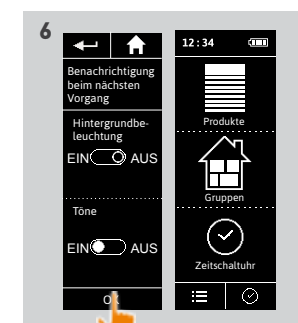 6
12:34
Benachrichtigung
beim nächsten
Vorgang
Hintergrundbe-
leuchtung
EIN AUS
Töne
EIN AUS
OK
Produkte
Gruppen
Zeitschaltuhr